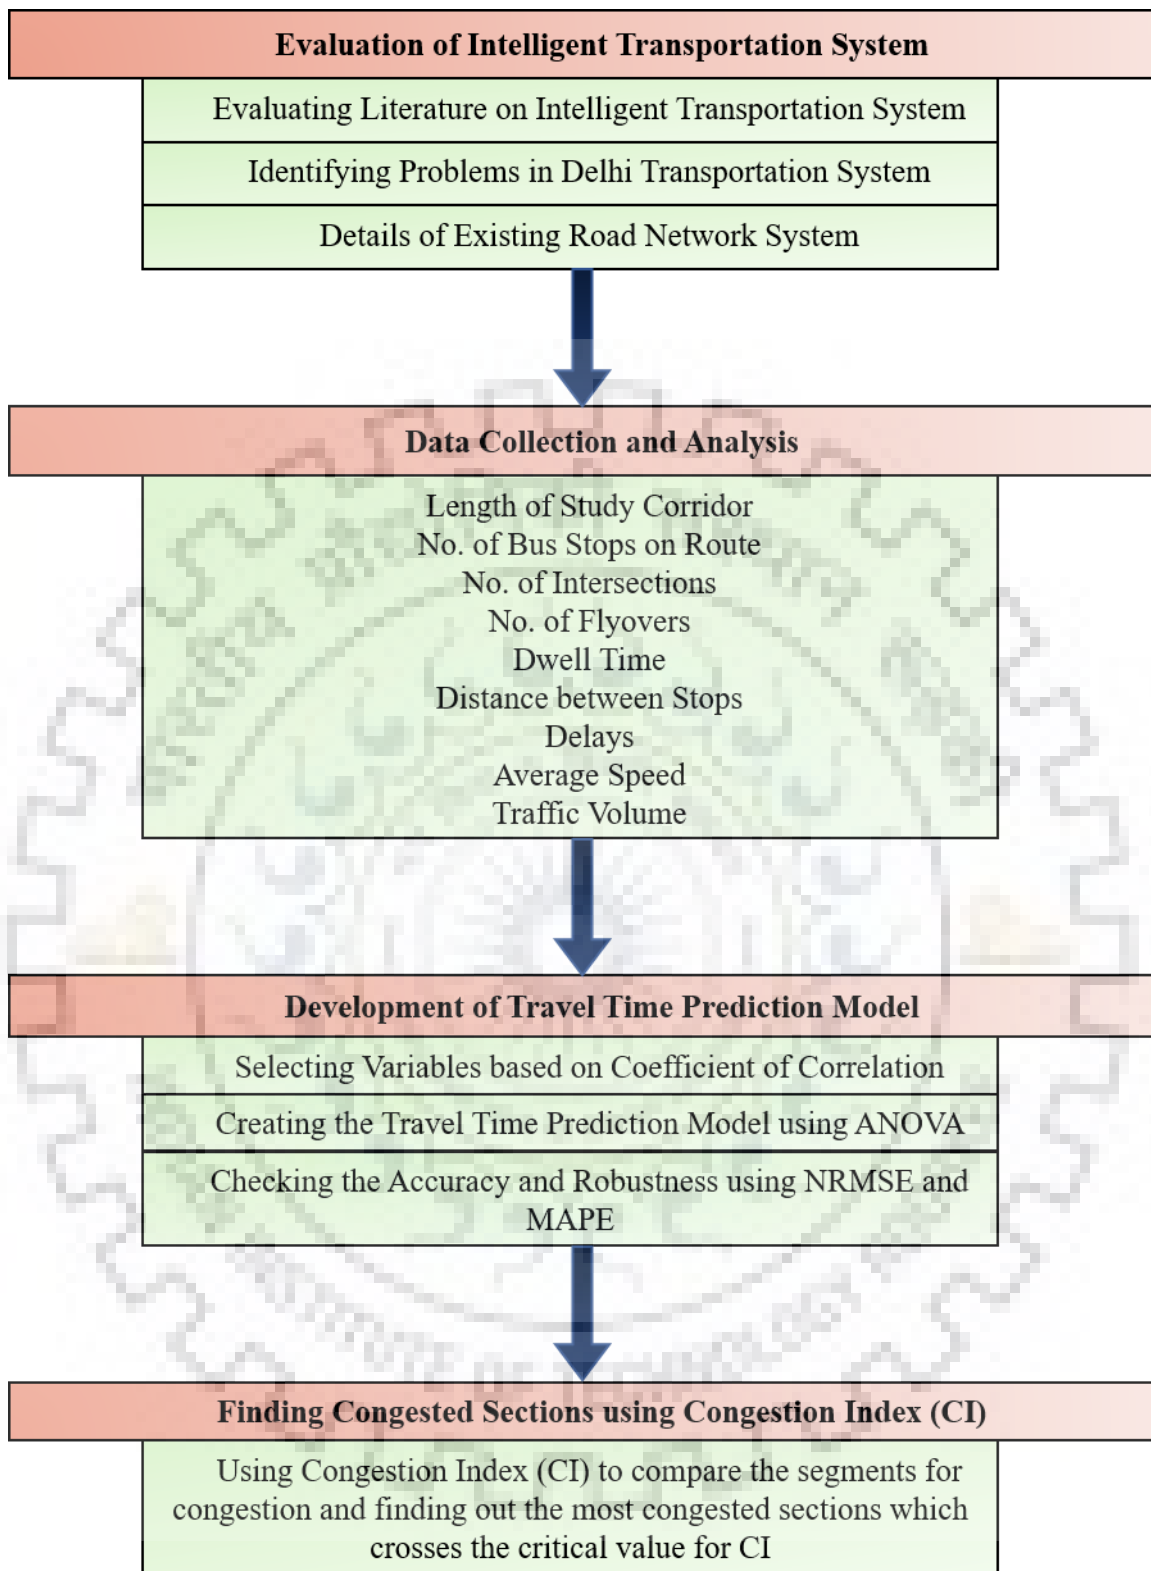 Evaluation of Intelligent Transportation System
Evaluating Literature on Intelligent Transportation System
Identifying Problems in Delhi Transportation System
Details of Existing Road Network System
Data Collection and Analysis
Length of Study Corridor
No. of Bus Stops on Route
No. of Intersections
No. of Flyovers
Dwell Time
Distance between Stops
Delays
Average Speed
Traffic Volume
Development of Travel Time Prediction Model
Selecting Variables based on Coefficient of Correlation
Creating the Travel Time Prediction Model using ANOVA
Checking the Accuracy and Robustness using NRMSE and
MAPE
Finding Congested Sections using Congestion Index (CI)
Using Congestion Index (CI) to compare the segments for
congestion and finding out the most congested sections which
crosses the critical value for CI